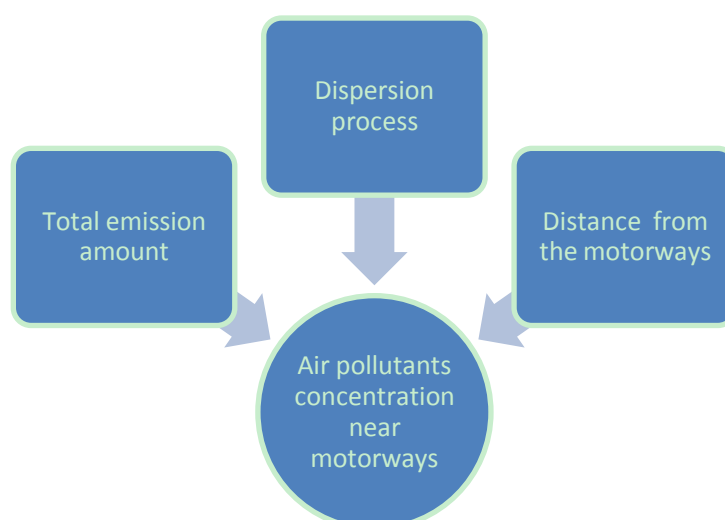 Dispersion
process
Total emission
amount
Distance  from
the motorways
Air pollutants
concentration
near
motorways